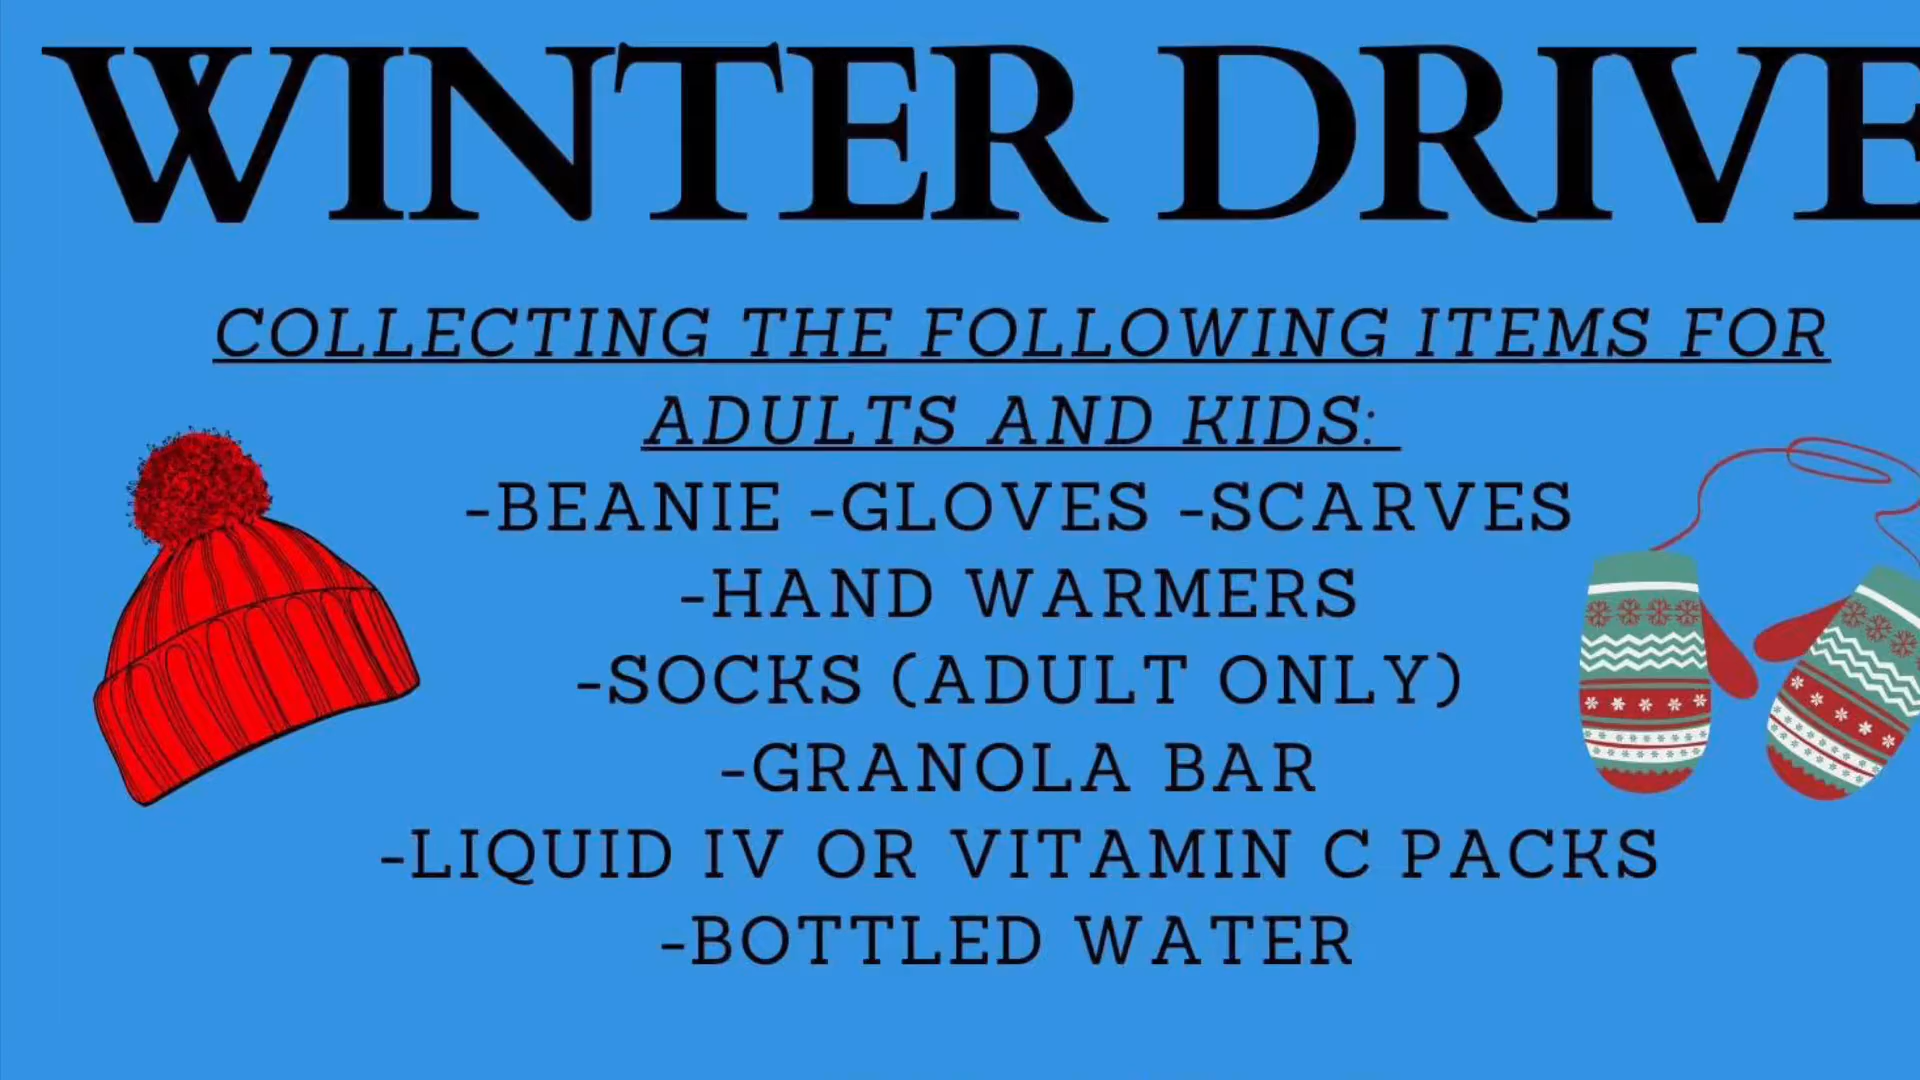 WINTER DRIVE
COLLECTING THE FOLLOWING ITEMS FOR
ADULTS AND KIDS:
-BEANIE -GLOVES -SCARVES
-HAND WARMERS
-SOCKS (ADULT ONLY)
-GRANOLA BAR
-LIQUID IV OR VITAMIN C PACKS
-BOTTLED WATER